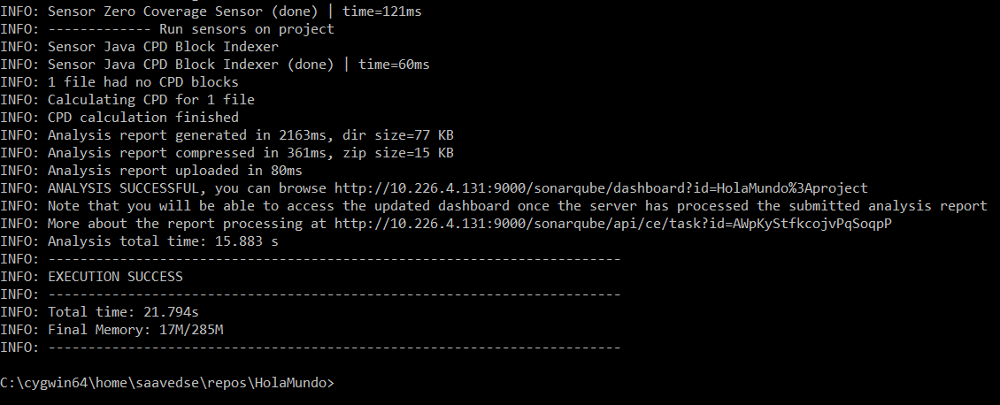 INFO: Sensor Zero Coverage Sensor (done) | time=121ms
INFO: ------------- Run sensors on project
INFO: Sensor Java CPD Block Indexer
INFO: Sensor Java CPD Block Indexer (done) | time=60ms
INFO: 1 file had no CPD blocks
INFO: Calculating CPD for 1 file
INFO: CPD calculation finished
INFO: Analysis report generated in 2163ms, dir size=77 KB
INFO: Analysis report compressed in 361ms, zip size=15 KB
INFO: Analysis report uploaded in 80ms
INFO: ANALYSIS SUCCESSFUL, you can browse http://10.226.4.131:9000/sonarqube/dashboard?id=HolaMundo%3Aproject
INFO: Note that you will be able to access the updated dashboard once the server has processed the submitted analysis report
INFO: More about the report processing at http://10.226.4.131:9000/sonarqube/api/ce/task?id=AWpKyStfkcojvPqSoqpP
INFO: Analysis total time: 15.883 s
INFO: ------------------------------------------------------------------------
INFO: EXECUTION SUCCESS
INFO: ------------------------------------------------------------------------
INFO: Total time: 21.794s
INFO: Final Memory: 17M/285M
INFO: ------------------------------------------------------------------------
C:\cygwin64\home\saavedse\repos\HolaMundo>